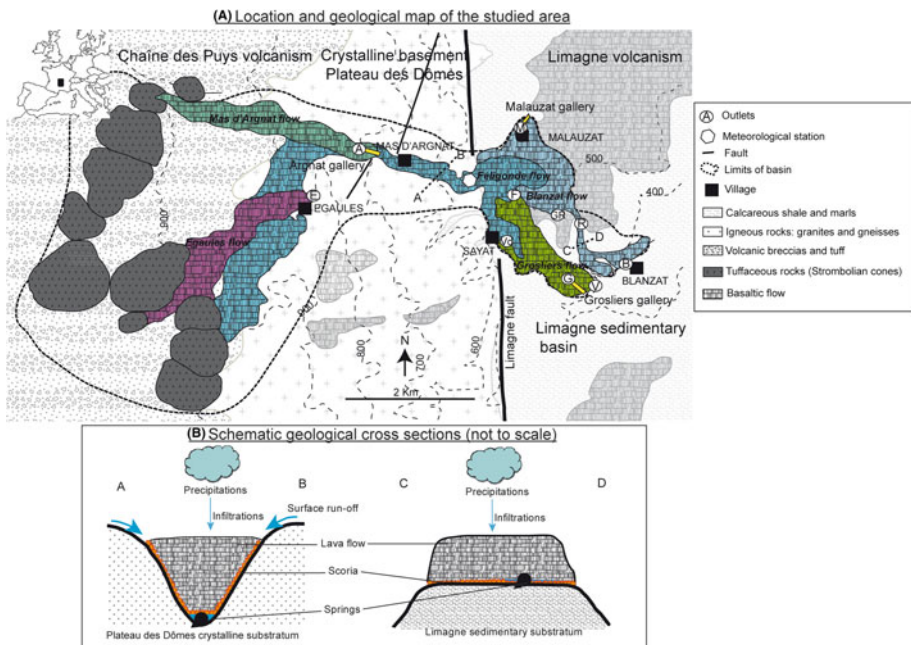 (A) Location and geological map of the studied area
Chaîne des Puys volcanism
Crystalline basement
Plateau des Dômes
Limagne volcanism
Malauzat gallery
M
MALAUZAT
Mas d'Argnat flow
A
MAS D'ARGNAT
B
500
Argnat gallery
Feligonde flow
400
E
EGAULES
A
F
Blanzat flow
GR
R
D
Egaules flow
SAYAT
C
B
BLANZAT
Grosliers flow
G
V
Grosliers gallery
Limagne fault
Limagne sedimentary
basin
800
700
600
N
2 Km
Outlets
Meteorological station
Fault
Limits of basin
Village
Calcareous shale and marls
Igneous rocks: granites and gneisses
Volcanic breccias and tuff
Tuffaceous rocks (Strombolian cones)
Basaltic flow
(B) Schematic geological cross sections (not to scale)
A
B
C
D
Precipitations
Precipitations
Surface run-off
Infiltrations
Infiltrations
Lava flow
Scoria
Springs
Plateau des Dômes crystalline substratum
Limagne sedimentary substratum